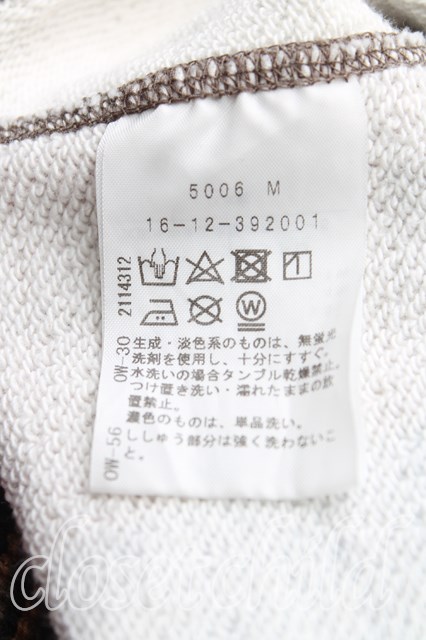 5006 M
16-12-392001
2114312
W
OW-30
生成・淡色系のものは、無蛍光
洗剤を使用し、十分にすすぐ。
水洗いの場合タンブル乾燥禁止。
つけ置き洗い・濡れたままの放
置禁止。
濃色のものは、単品洗い。
OW-56
ししゅう部分は強く洗わないこ
と。
closet child